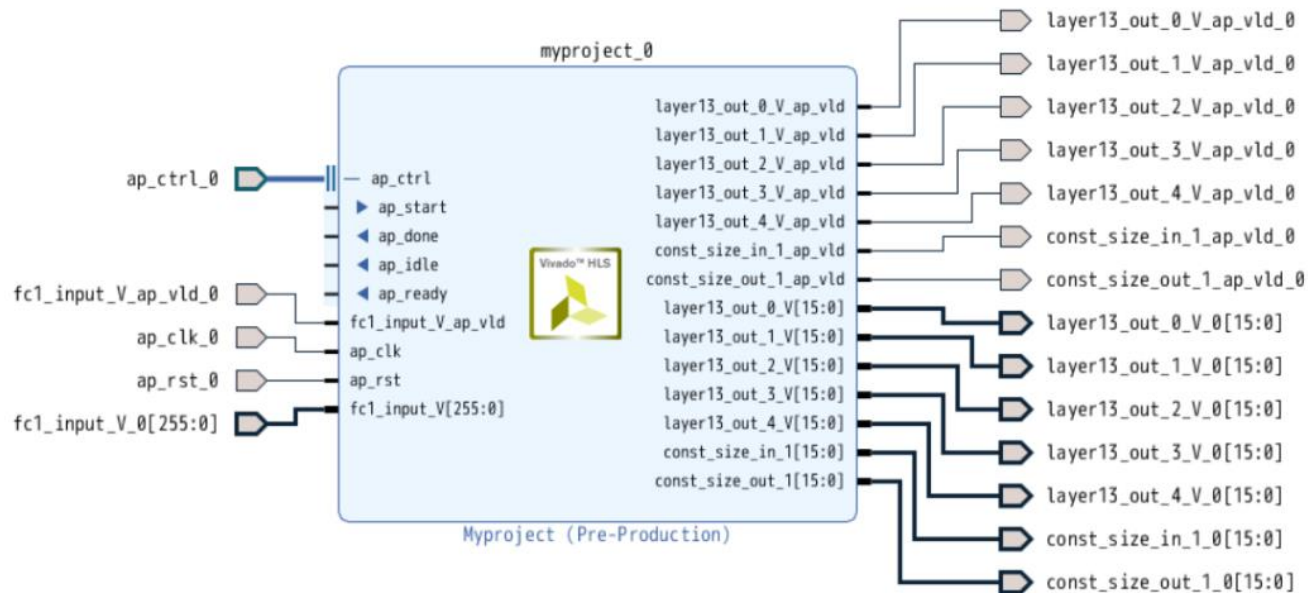 myproject_0
ap_ctrl_0
fc1_input_V_ap_vld_0
ap_clk_0
ap_rst_0
fc1_input_V_0[255:0]
ap_ctrl
ap_start
ap_done
ap_idle
ap_ready
fc1_input_V_ap_vld
ap_clk
ap_rst
fc1_input_V[255:0]
Vivado™ HLS
layer13_out_0_V_ap_vld
layer13_out_1_V_ap_vld
layer13_out_2_V_ap_vld
layer13_out_3_V_ap_vld
layer13_out_4_V_ap_vld
const_size_in_1_ap_vld
const_size_out_1_ap_vld
layer13_out_0_V[15:0]
layer13_out_1_V[15:0]
layer13_out_2_V[15:0]
layer13_out_3_V[15:0]
layer13_out_4_V[15:0]
const_size_in_1[15:0]
const_size_out_1[15:0]
Myproject (Pre-Production)
layer13_out_0_V_ap_vld_0
layer13_out_1_V_ap_vld_0
layer13_out_2_V_ap_vld_0
layer13_out_3_V_ap_vld_0
layer13_out_4_V_ap_vld_0
const_size_in_1_ap_vld_0
const_size_out_1_ap_vld_0
layer13_out_0_V_0[15:0]
layer13_out_1_V_0[15:0]
layer13_out_2_V_0[15:0]
layer13_out_3_V_0[15:0]
layer13_out_4_V_0[15:0]
const_size_in_1_0[15:0]
const_size_out_1_0[15:0]